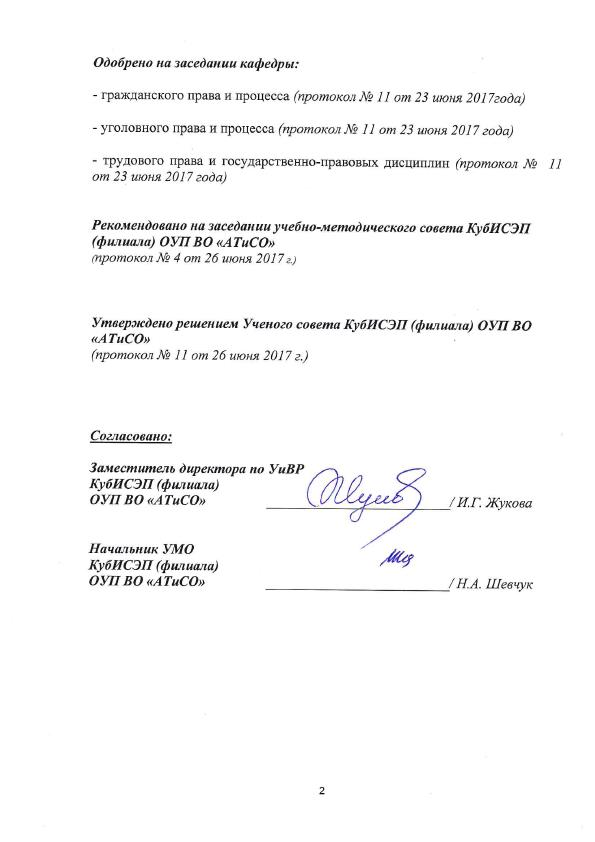 Одобрено на заседании кафедры:
- гражданского права и процесса (протокол № 11 от 23 июня 2017года)
- уголовного права и процесса (протокол № 11 от 23 июня 2017 года)
- трудового права и государственно-правовых дисциплин (протокол № 11
от 23 июня 2017 года)
Рекомендовано на заседании учебно-методического совета КубИСЭП
(филиала) ОУП ВО «АТиСО»
(протокол № 4 от 26 июня 2017 г.)
Утверждено решением Ученого совета КубИСЭП (филиала) ОУП ВО
«АТиСО»
(протокол № 11 от 26 июня 2017 г.)
Согласовано:
Заместитель директора по УиВР
КубИСЭП (филиала)
ОУП ВО «АТиСО» / И.Г. Жукова
Начальник УМО
КубИСЭП (филиала)
ОУП ВО «АТиСО» / Н.А. Шевчук
2